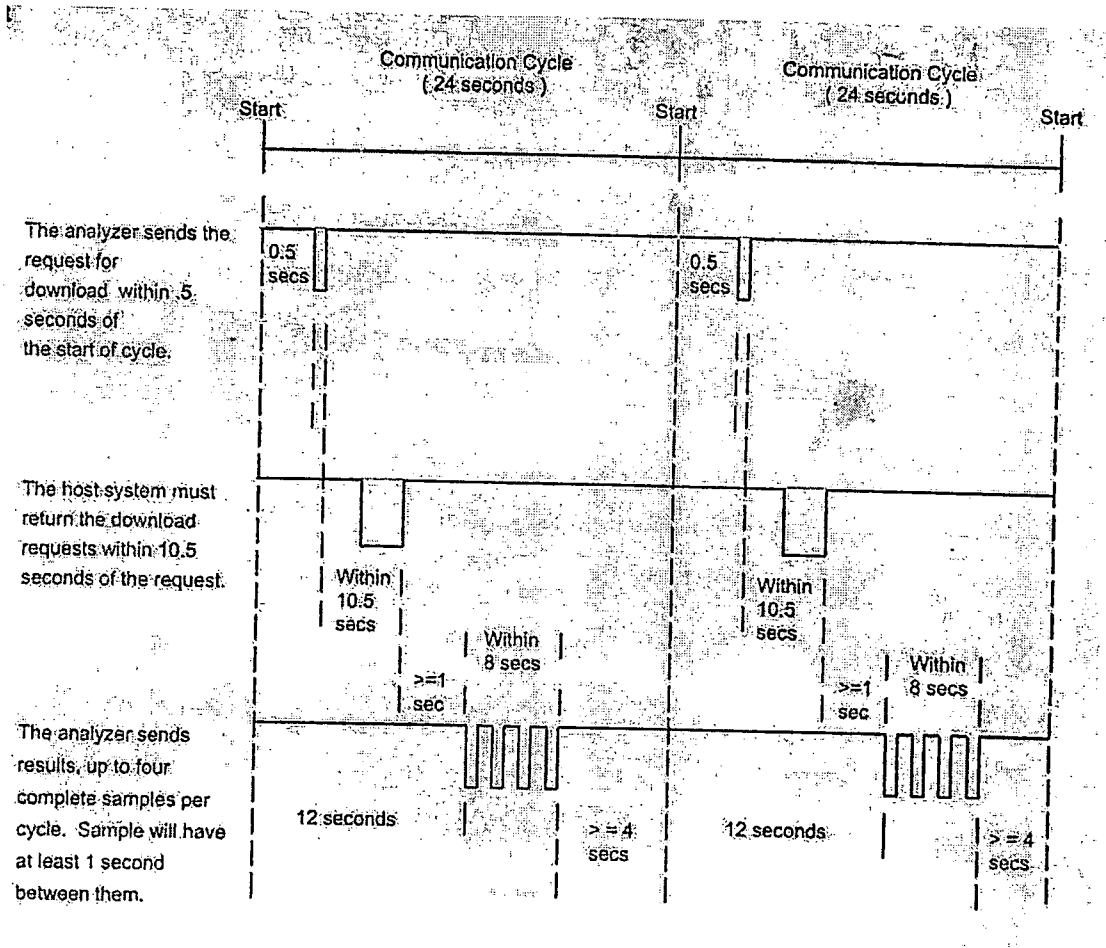 Communication Cycle
( 24 seconds )
Communication Cycle
( 24 seconds )
Start
Start
Start
The analyzer sends the
request for
download within .5
seconds of
the start of cycle.
0.5
secs
0.5
secs
The host system must
return the download
requests within 10.5
seconds of the request.
Within
10.5
secs
Within
10.5
secs
>=1
sec
Within
8 secs
>=1
sec
Within
8 secs
The analyzer sends
results, up to four
complete samples per
cycle. Sample will have
at least 1 second
between them.
12 seconds
> = 4
secs
12 seconds
> = 4
secs